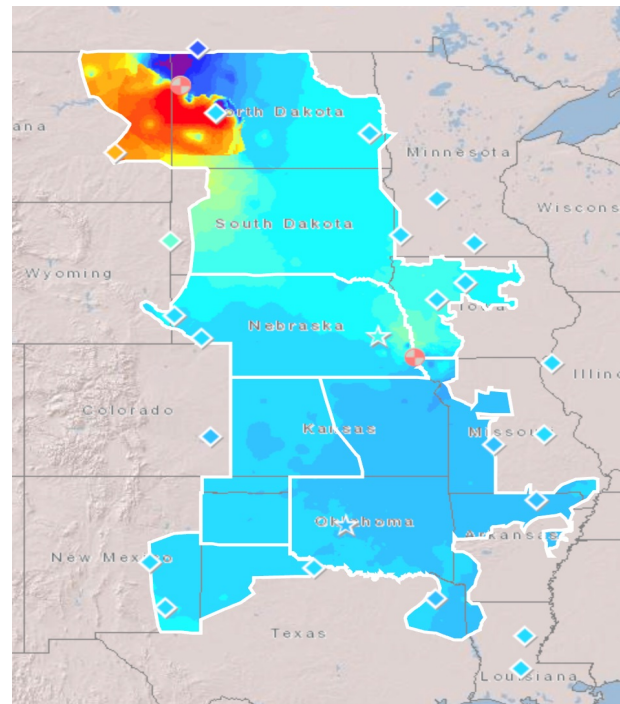 North Dakota
ana
Minnesota
Wiscons
South Dakota
Wyoming
Iowa
Nebraska
Illino
Colorado
Kansas
Missouri
Oklahoma
Arkansas
New Mexico
Texas
Louisiana